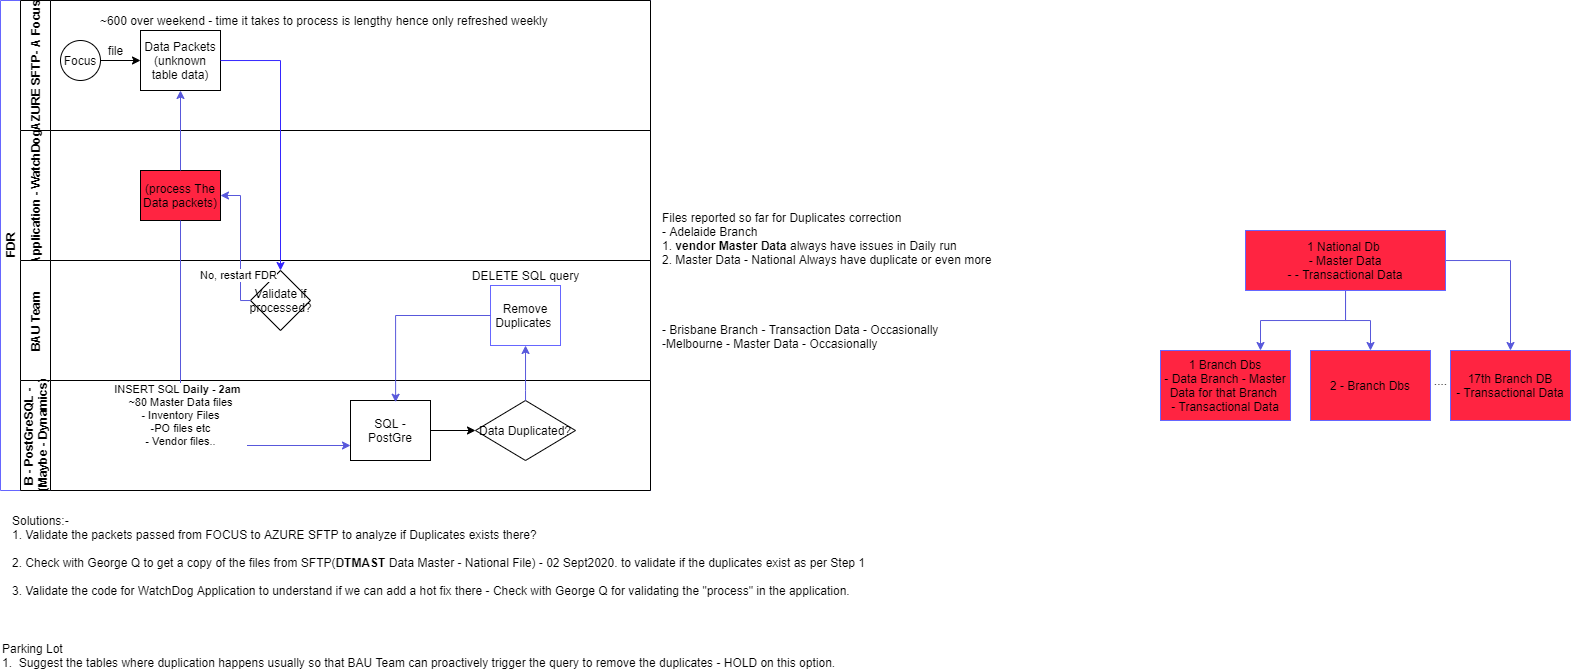 ~600 over weekend - time it takes to process is lengthy hence only refreshed weekly
FDR
AZURE SFTP- A Focus
Focus
file
Data Packets
(unknown
table data)
Application - WatchDog
(process The
Data packets)
BAU Team
No, restart FDR
Validate if
processed?
DELETE SQL query
Remove
Duplicates
B - PostGreSQL -
(Maybe - Dynamics)
INSERT SQL Daily - 2am
~80 Master Data files
- Inventory Files
-PO files etc
- Vendor files..
SQL -
PostGre
Data Duplicated?
Files reported so far for Duplicates correction
- Adelaide Branch
1. vendor Master Data always have issues in Daily run
2. Master Data - National Always have duplicate or even more
- Brisbane Branch - Transaction Data - Occasionally
-Melbourne - Master Data - Occasionally
1 National Db
- Master Data
- - Transactional Data
1 Branch Dbs
- Data Branch - Master
Data for that Branch
- Transactional Data
2 - Branch Dbs
....
17th Branch DB
- Transactional Data
Solutions:-
1. Validate the packets passed from FOCUS to AZURE SFTP to analyze if Duplicates exists there?
2. Check with George Q to get a copy of the files from SFTP(DTMAST Data Master - National File) - 02 Sept2020. to validate if the duplicates exist as per Step 1
3. Validate the code for WatchDog Application to understand if we can add a hot fix there - Check with George Q for validating the "process" in the application.
Parking Lot
1. Suggest the tables where duplication happens usually so that BAU Team can proactively trigger the query to remove the duplicates - HOLD on this option.